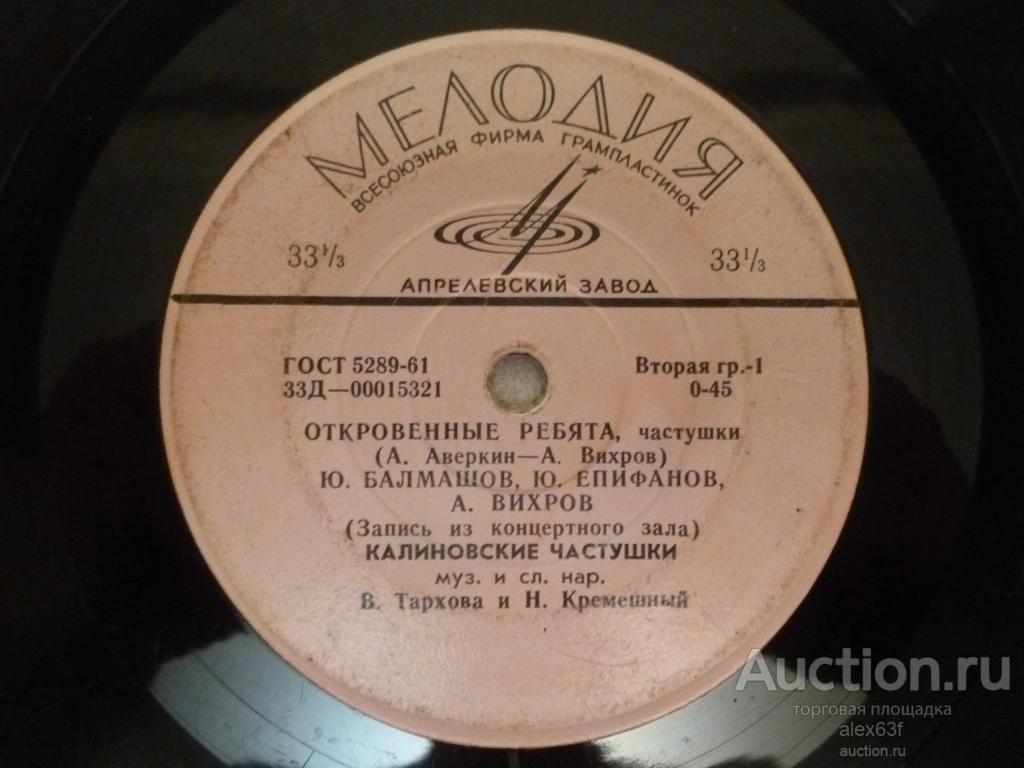 МЕЛОДИЯ
ВСЕСОЮЗНАЯ ФИРМА ГРАМПЛАСТИНОК
33⅓ 33⅓
АПРЕЛЕВСКИЙ ЗАВОД
ГОСТ 5289-61 Вторая гр.-1
33Д—00015321 0-45
ОТКРОВЕННЫЕ РЕБЯТА, частушки
(А. Аверкин—А. Вихров)
Ю. БАЛМАШОВ, Ю. ЕПИФАНОВ,
А. ВИХРОВ
(Запись из концертного зала)
КАЛИНОВСКИЕ ЧАСТУШКИ
муз. и сл. нар.
В. Тархова и Н. Кремешный
Auction.ru
торговая площадка
alex63f
auction.ru